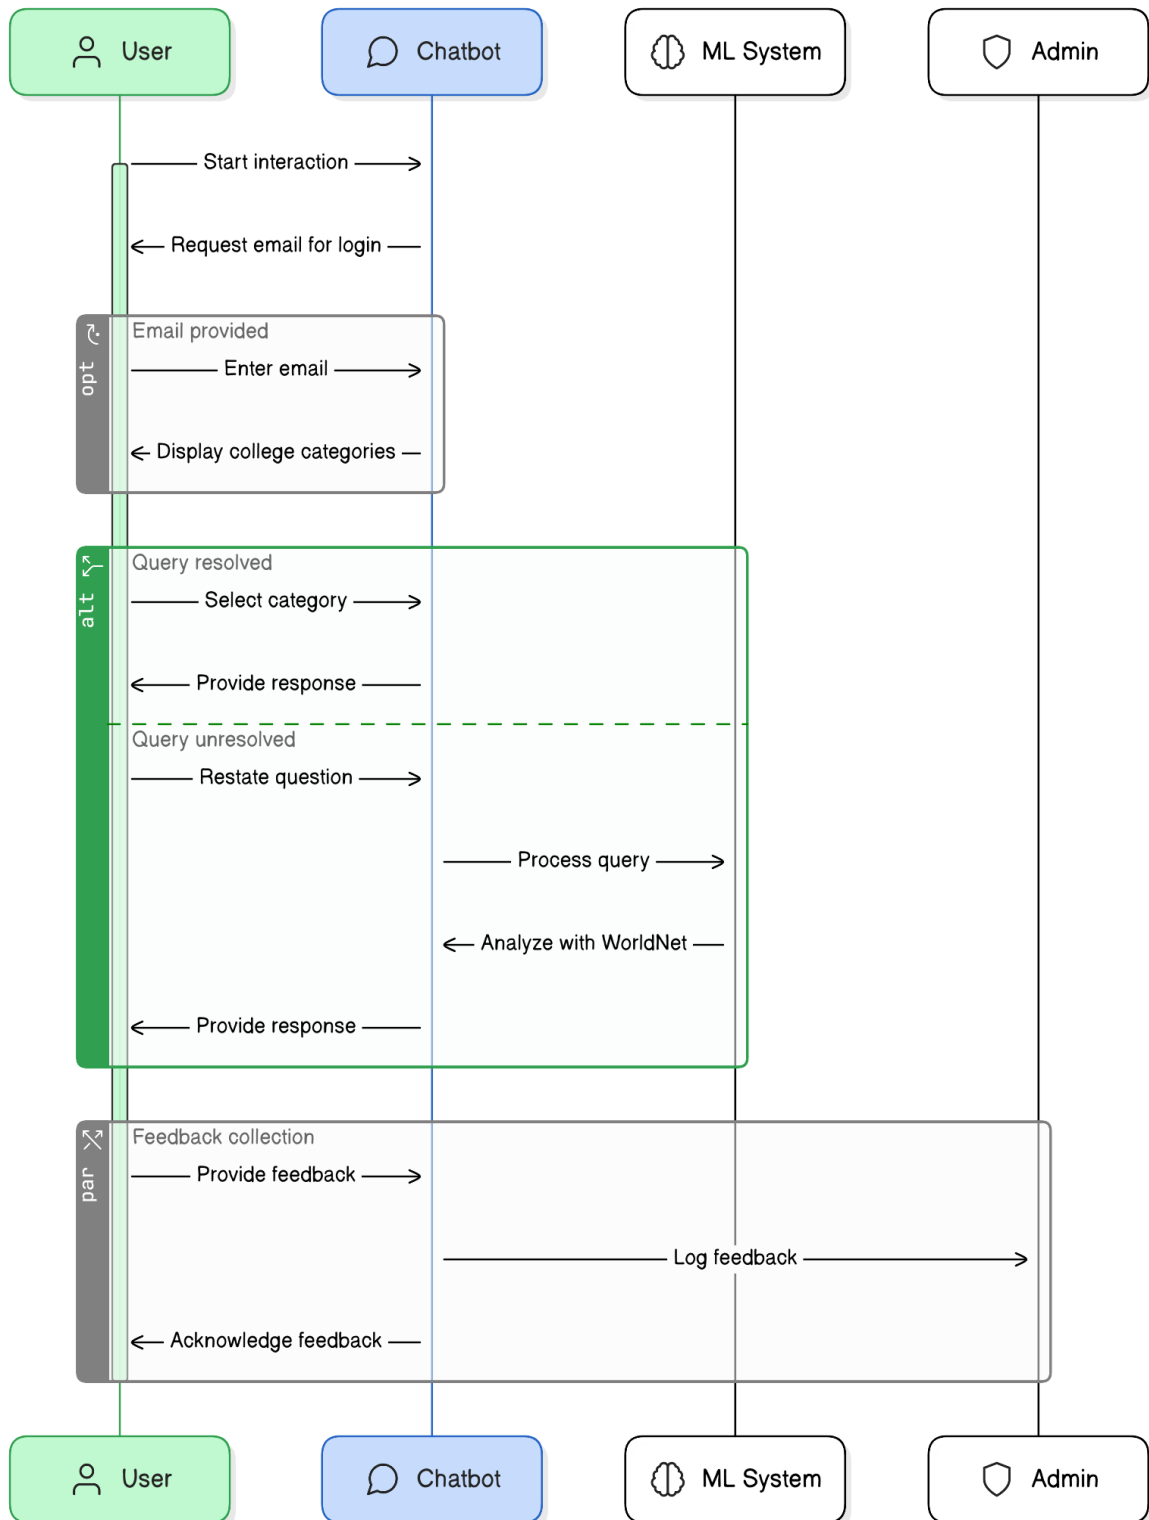 User
Chatbot
ML System
Admin
Start interaction
Request email for login
opt
Email provided
Enter email
Display college categories
alt
Query resolved
Select category
Provide response
Query unresolved
Restate question
Process query
Analyze with WorldNet
Provide response
par
Feedback collection
Provide feedback
Log feedback
Acknowledge feedback
User
Chatbot
ML System
Admin